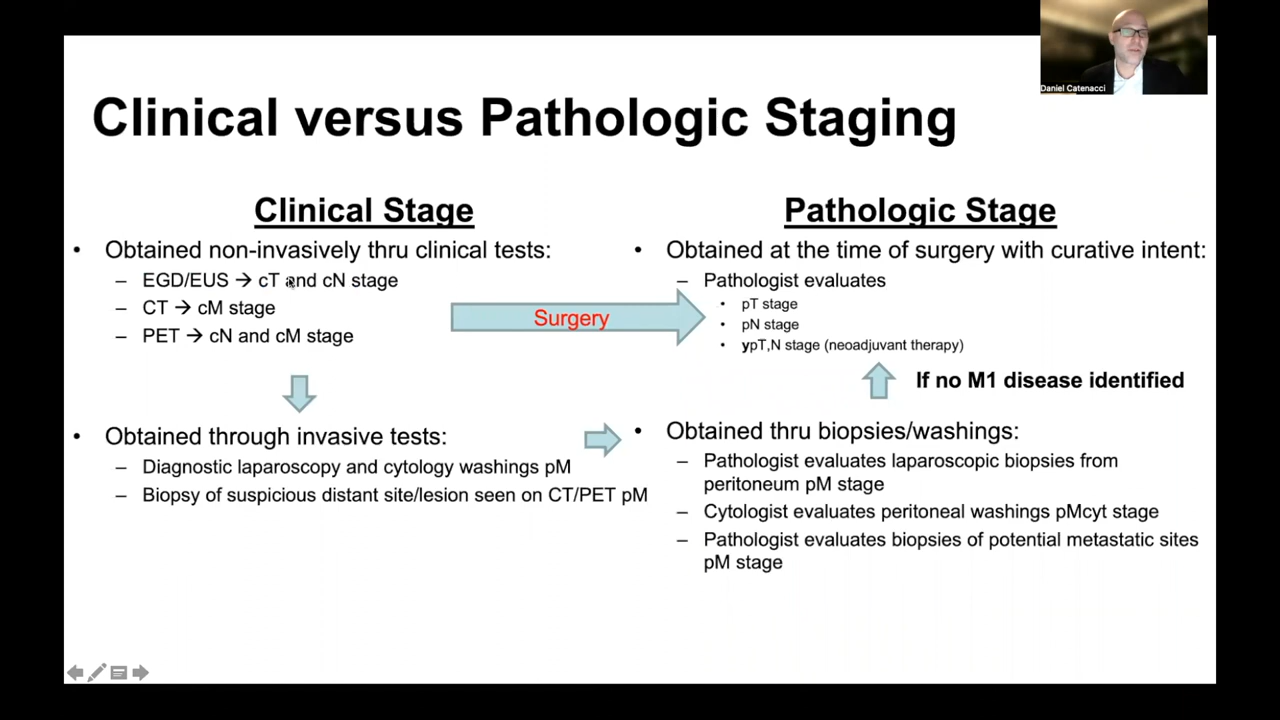 Daniel Catenacci
Clinical versus Pathologic Staging
Clinical Stage
• Obtained non-invasively thru clinical tests:
– EGD/EUS → cT and cN stage
– CT → cM stage
– PET → cN and cM stage
• Obtained through invasive tests:
– Diagnostic laparoscopy and cytology washings pM
– Biopsy of suspicious distant site/lesion seen on CT/PET pM
Surgery
Pathologic Stage
• Obtained at the time of surgery with curative intent:
– Pathologist evaluates
• pT stage
• pN stage
• ypT,N stage (neoadjuvant therapy)
If no M1 disease identified
• Obtained thru biopsies/washings:
– Pathologist evaluates laparoscopic biopsies from
peritoneum pM stage
– Cytologist evaluates peritoneal washings pMcyt stage
– Pathologist evaluates biopsies of potential metastatic sites
pM stage